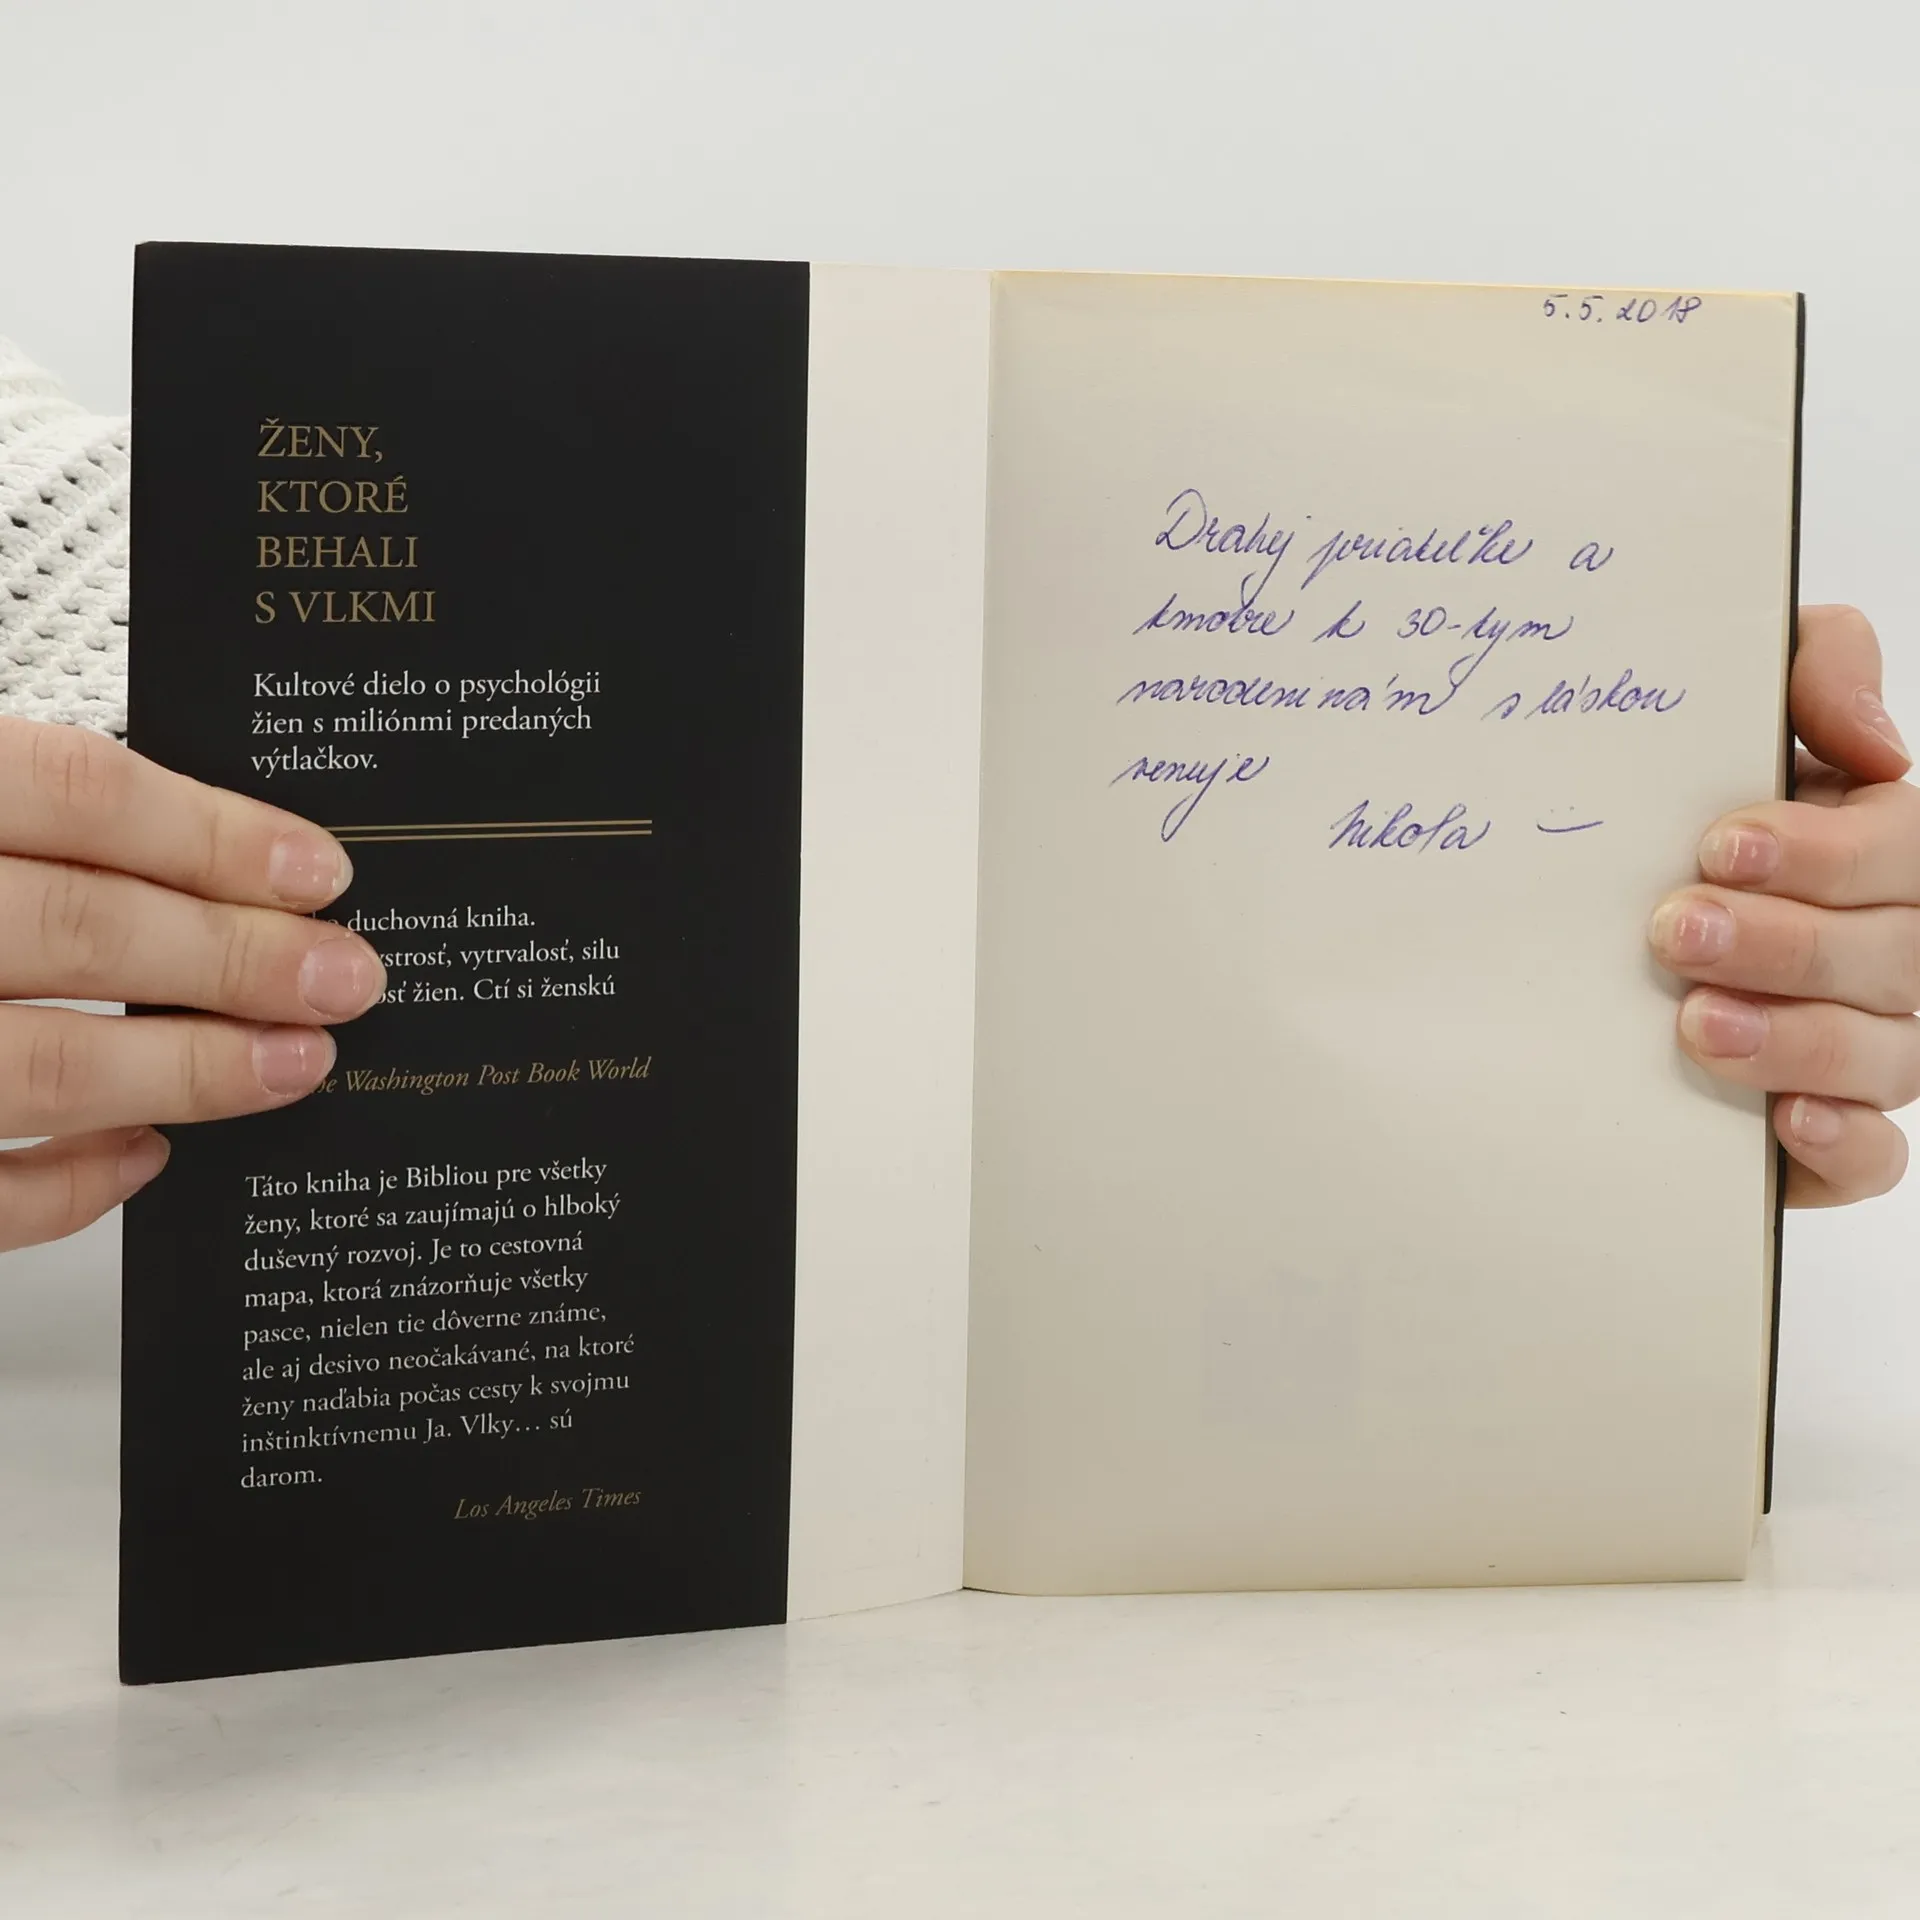 ŽENY,
KTORÉ
BEHALI
S VLKMI
Kultové dielo o psychológii
žien s miliónmi predaných
výtlačkov.
duchovná kniha.
vytrvalosť, silu
žien. Ctí si ženskú
Washington Post Book World
Táto kniha je Bibliou pre všetky
ženy, ktoré sa zaujímajú o hlboký
duševný rozvoj. Je to cestovná
mapa, ktorá znázorňuje všetky
pasce, nielen tie dôverne známe,
ale aj desivo neočakávané, na ktoré
ženy naďabia počas cesty k svojmu
inštinktívnemu Ja. Vlky… sú
darom.
Los Angeles Times
5.5.2018
Drahej priateľke a
kmotre k 30-tym
narodeninám s láskou
venuje
Nikola